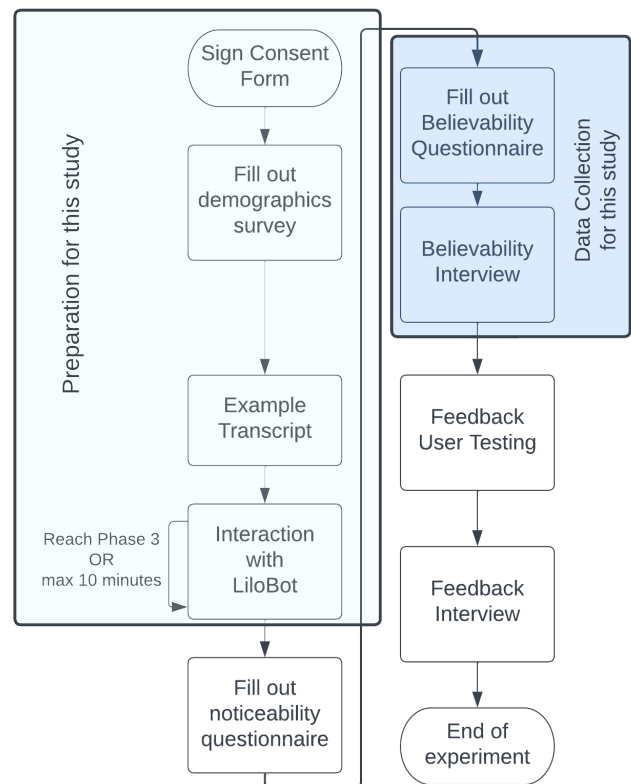 Sign Consent
Form
Fill out
demographics
survey
Preparation for this study
Example
Transcript
Interaction
with
LiloBot
Reach Phase 3
OR
max 10 minutes
Fill out
noticeability
questionnaire
Fill out
Believability
Questionnaire
Data Collection
for this study
Believability
Interview
Feedback
User Testing
Feedback
Interview
End of
experiment